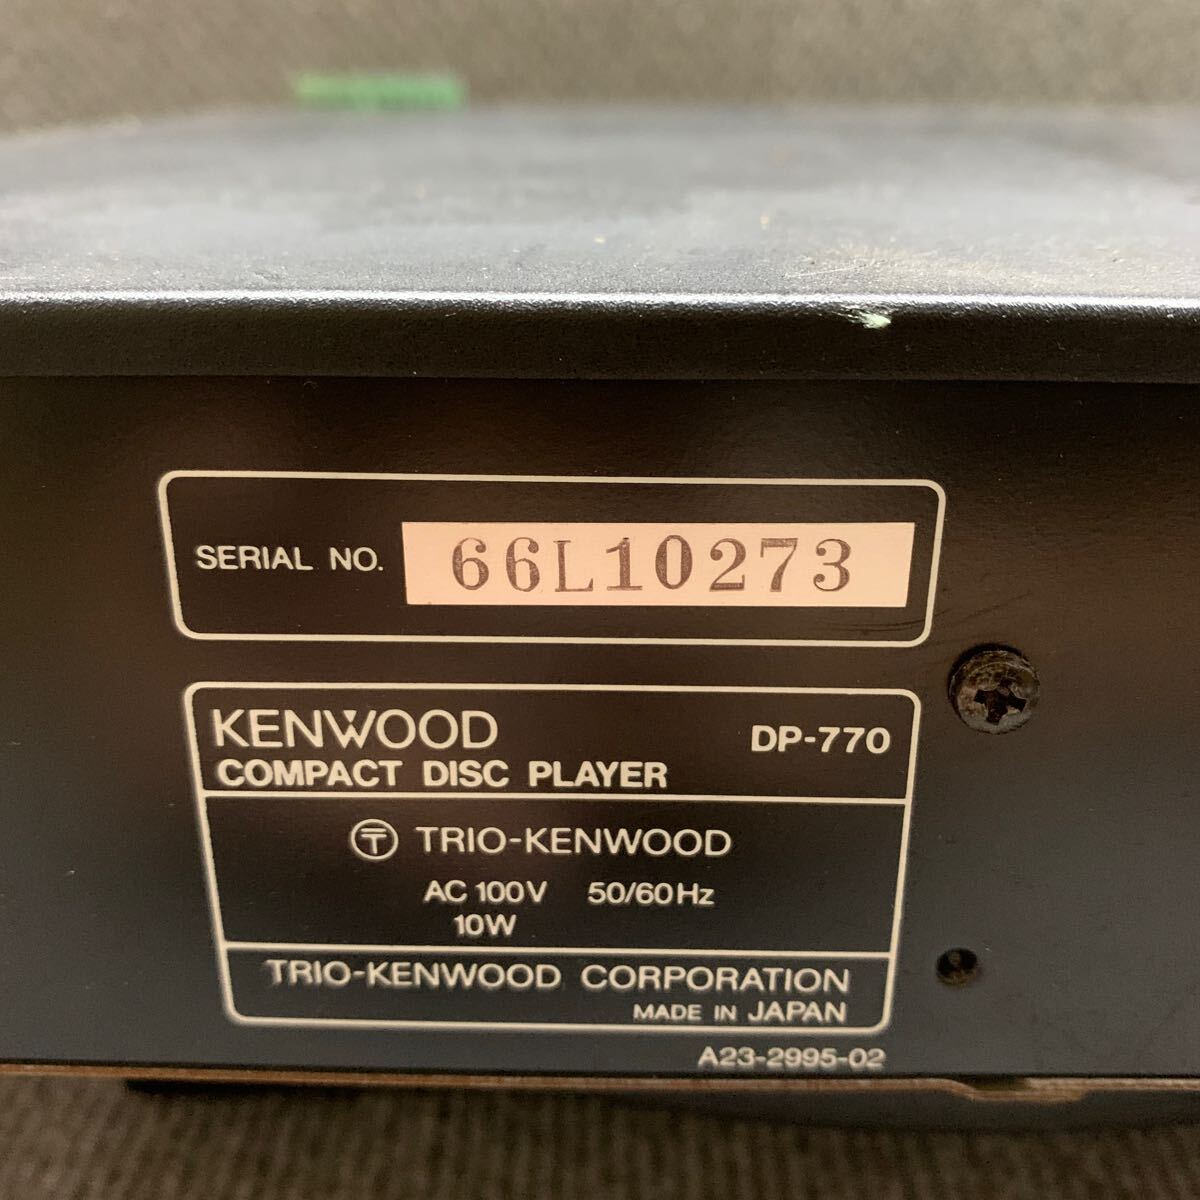 SERIAL NO. 66L10273
KENWOOD DP-770
COMPACT DISC PLAYER
〶 TRIO-KENWOOD
AC 100V 50/60Hz
10W
TRIO-KENWOOD CORPORATION
MADE IN JAPAN
A23-2995-02